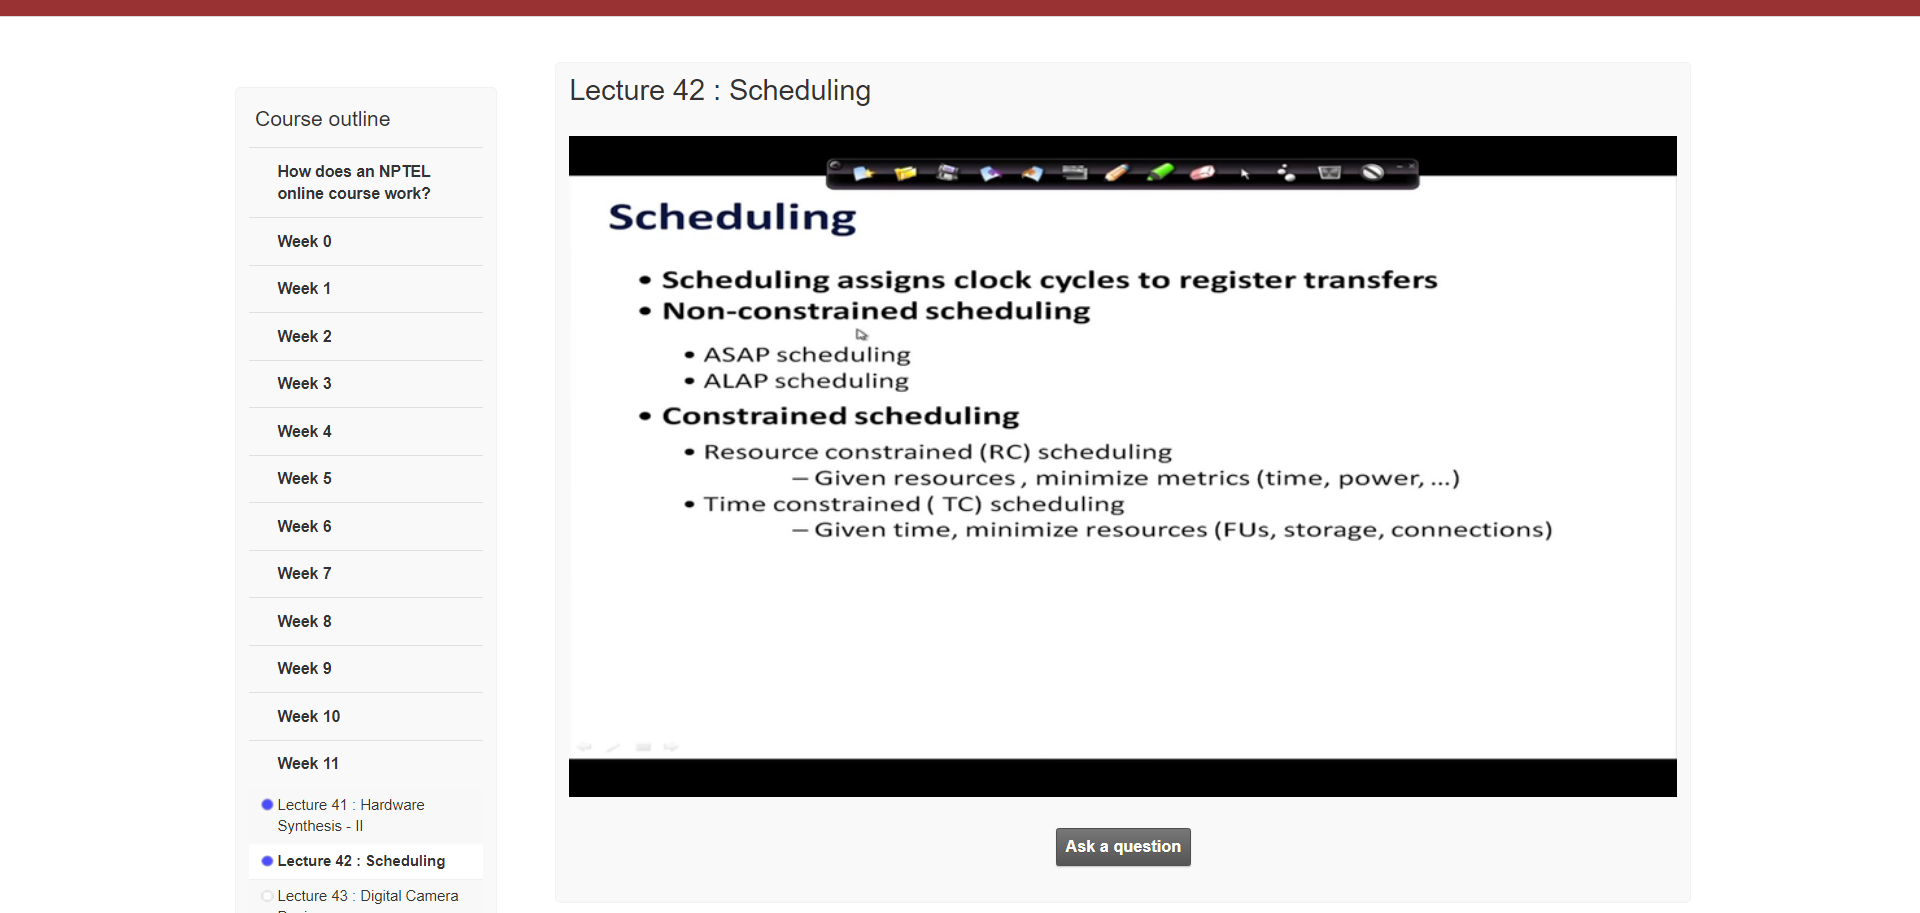 Course outline
How does an NPTEL
online course work?
Week 0
Week 1
Week 2
Week 3
Week 4
Week 5
Week 6
Week 7
Week 8
Week 9
Week 10
Week 11
Lecture 41 : Hardware
Synthesis - II
Lecture 42 : Scheduling
Lecture 43 : Digital Camera
Lecture 42 : Scheduling
Scheduling
• Scheduling assigns clock cycles to register transfers
• Non-constrained scheduling
• ASAP scheduling
• ALAP scheduling
• Constrained scheduling
• Resource constrained (RC) scheduling
– Given resources , minimize metrics (time, power, ...)
• Time constrained ( TC) scheduling
– Given time, minimize resources (FUs, storage, connections)
Ask a question